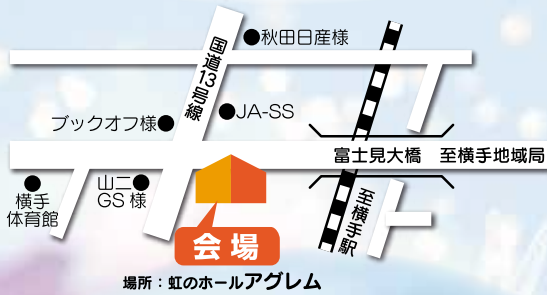 秋田日産様
国道13号線
JA-SS
ブックオフ様
富士見大橋 至横手地域局
横手
体育館
山二
GS様
至横手駅
会場
場所：虹のホールアグレム